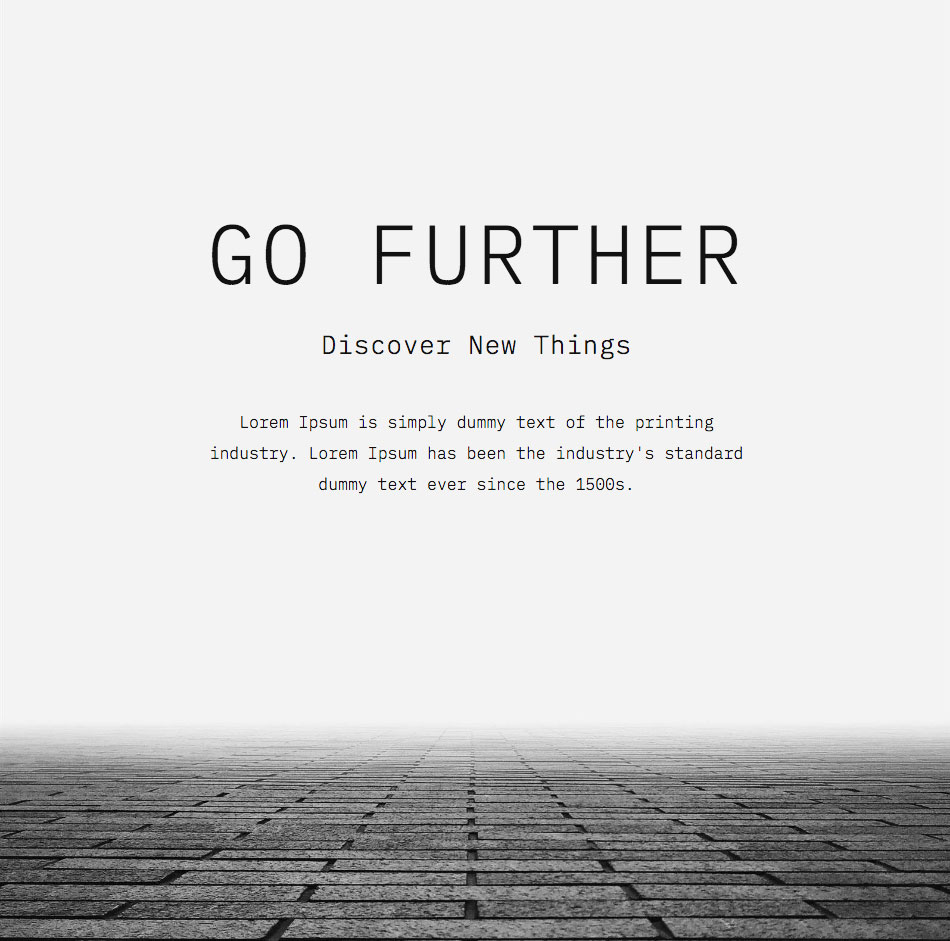 GO FURTHER
Discover New Things
Lorem Ipsum is simply dummy text of the printing
industry. Lorem Ipsum has been the industry's standard
dummy text ever since the 1500s.